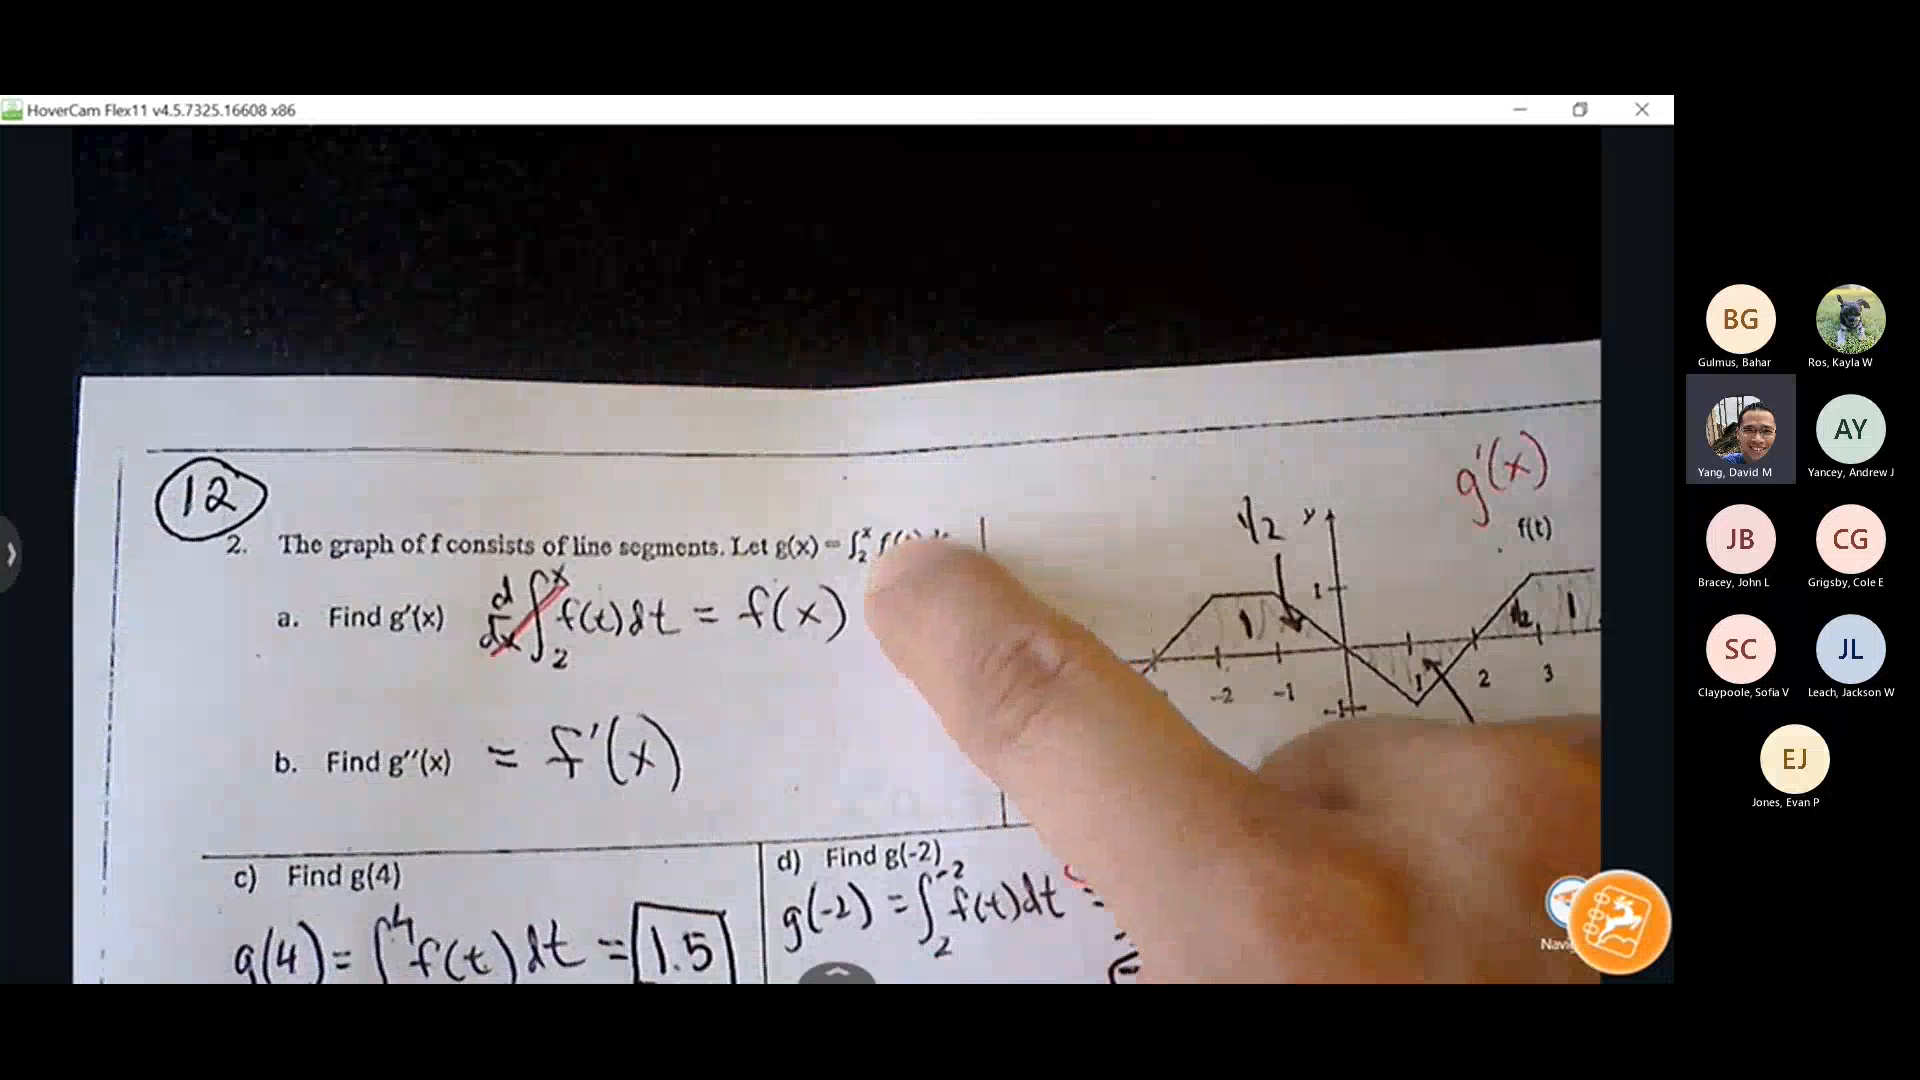 HoverCam Flex11 v4.5.7325.16608 x86
12
2. The graph of f consists of line segments. Let g(x) = ∫₂ˣ f(
a. Find g'(x) d/dx ∫₂ˣ f(t)dt = f(x)
b. Find g''(x) = f'(x)
g'(x)
f(t)
1/2 y
1
1 1/2 1
-2 -1 1 2 3
-1
c) Find g(4)
g(4) = ∫⁴ f(t)dt = 1.5
d) Find g(-2)
g(-2) = ∫₂⁻² f(t)dt =
BG
Gulmus, Bahar
Ros, Kayla W
Yang, David M
AY
Yancey, Andrew J
JB
Bracey, John L
CG
Grigsby, Cole E
SC
Claypoole, Sofia V
JL
Leach, Jackson W
EJ
Jones, Evan P